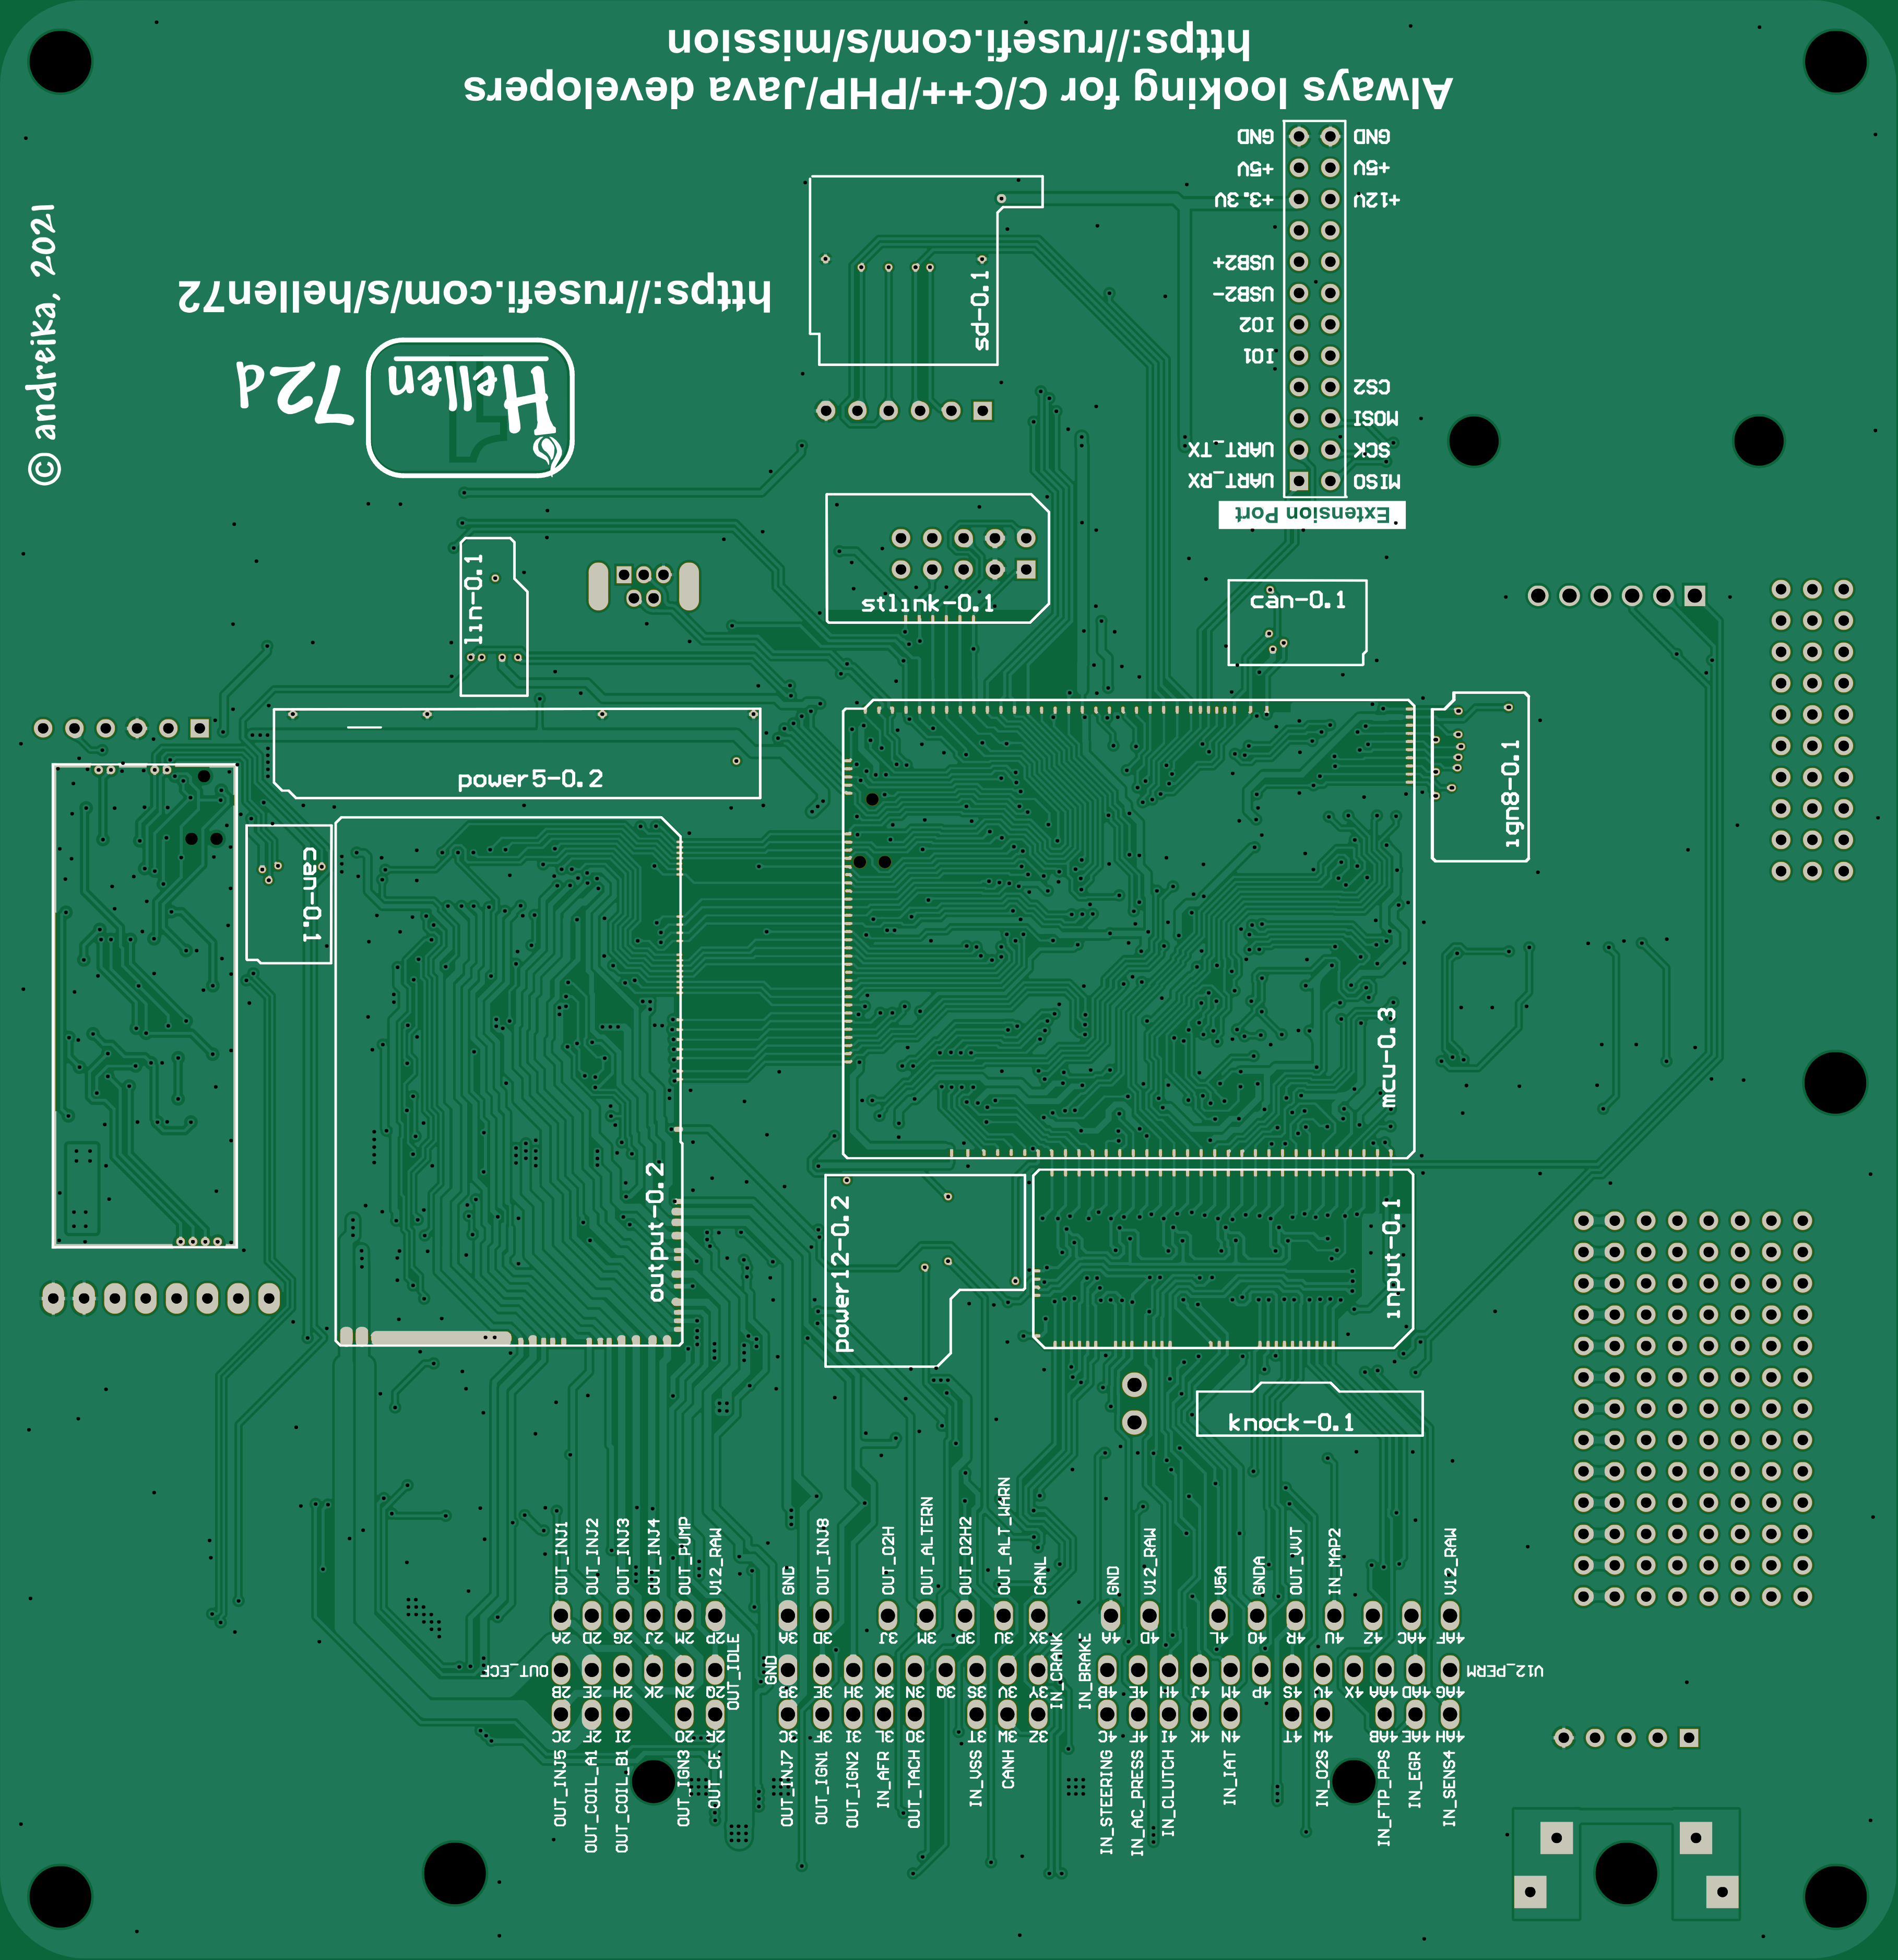 https://rusefi.com/s/mission
Always looking for C/C++/PHP/Java developers
GND GND
+5V +5V
+3.3V +12V
USB2+
USB2-
IO2
IO1
CS2
MOSI
UART_TX SCK
UART_RX MISO
Extension Port
© andreika, 2021
https://rusefi.com/s/hellen72
Hellen
72d
sd-0.1
lin-0.1
stlink-0.1
can-0.1
power5-0.2
ign8-0.1
can-0.1
mcu-0.3
output-0.2
power12-0.2
input-0.1
knock-0.1
OUT_INJ1
OUT_INJ2
OUT_INJ3
OUT_INJ4
OUT_PUMP
V12_RAW
GND
OUT_INJ8
OUT_O2H
OUT_ALTERN
OUT_O2H2
OUT_ALT_WARN
CANL
GND
V12_RAW
V5A
GNDA
OUT_VVT
IN_MAP2
V12_RAW
2A 2D 2G 2J 2M 2P 3A 3D 3J 3M 3P 3U 3X 4A 4D 4L 4O 4R 4U 4Z 4AC 4AF
OUT_IDLE
GND
IN_CRANK
IN_BRAKE
V12_PERM
2B 2E 2H 2K 2N 2Q 3B 3E 3H 3K 3N 3Q 3S 3V 3Y 4B 4E 4H 4J 4M 4P 4S 4V 4X 4AA 4AD 4AG
2C 2F 2I 2O 2R 3C 3F 3I 3L 3O 3T 3W 3Z 4C 4F 4I 4K 4N 4T 4W 4AB 4AE 4AH
OUT_INJ5
OUT_COIL_A1
OUT_COIL_B1
OUT_IGN3
OUT_CE
OUT_INJ7
OUT_IGN1
OUT_IGN2
IN_AFR
OUT_TACH
IN_VSS
CANH
IN_STEERING
IN_AC_PRESS
IN_CLUTCH
IN_IAT
IN_O2S
IN_FTP_PPS
IN_EGR
IN_SENS4